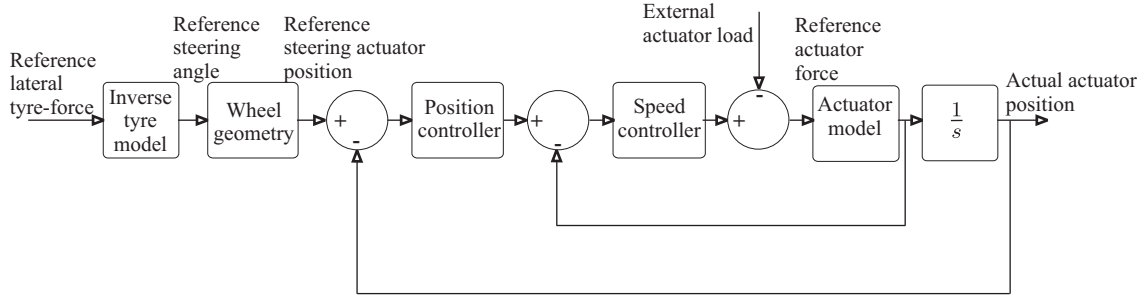 External
actuator load
Reference
steering
angle
Reference
steering actuator
position
Reference
actuator
force
Reference
lateral
tyre-force
Actual actuator
position
Inverse
tyre
model
Wheel
geometry
+
-
Position
controller
+
-
Speed
controller
-
+
Actuator
model
1
s